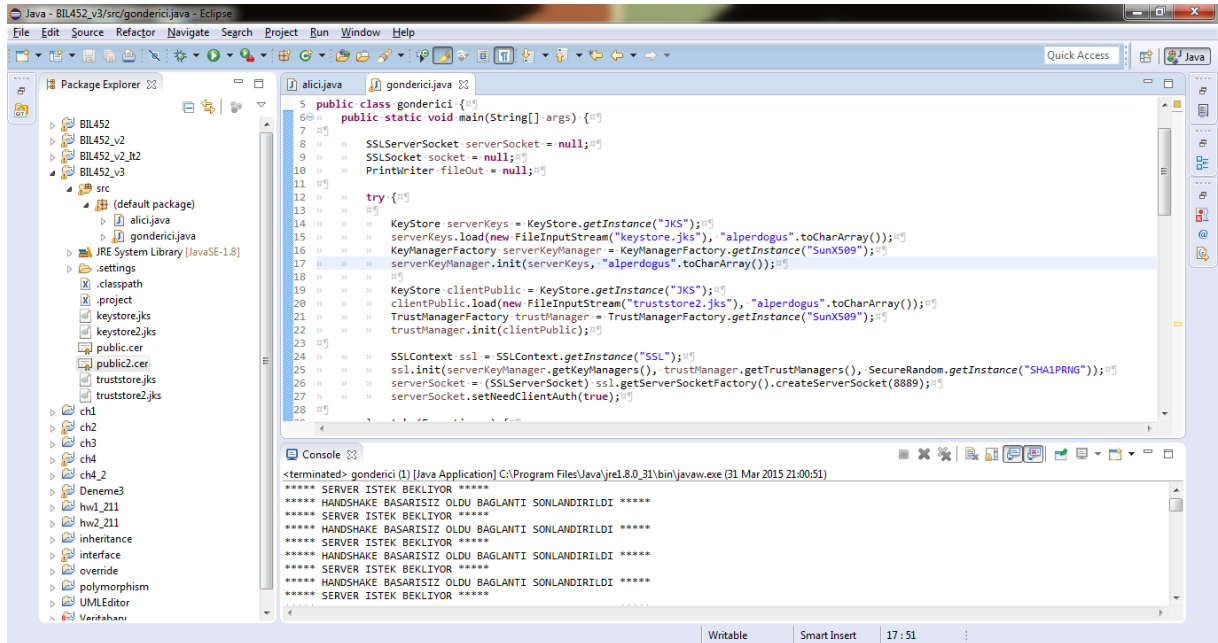 Java - BIL452_v3/src/gonderici.java - Eclipse
File Edit Source Refactor Navigate Search Project Run Window Help
Quick Access
Java
Package Explorer
BIL452
BIL452_v2
BIL452_v2_It2
BIL452_v3
src
(default package)
alici.java
gonderici.java
JRE System Library [JavaSE-1.8]
.settings
.classpath
.project
keystore.jks
keystore2.jks
public.cer
public2.cer
truststore.jks
truststore2.jks
ch1
ch2
ch3
ch4
ch4_2
Deneme3
hw1_211
hw2_211
inheritance
interface
override
polymorphism
UMLEditor
Veritabanı
alici.java gonderici.java
5 public class gonderici {
6 public static void main(String[] args) {
7
8 SSLServerSocket serverSocket = null;
9 SSLSocket socket = null;
10 PrintWriter fileOut = null;
11
12 try {
13
14 KeyStore serverKeys = KeyStore.getInstance("JKS");
15 serverKeys.load(new FileInputStream("keystore.jks"), "alperdogus".toCharArray());
16 KeyManagerFactory serverKeyManager = KeyManagerFactory.getInstance("SunX509");
17 serverKeyManager.init(serverKeys, "alperdogus".toCharArray());
18
19 KeyStore clientPublic = KeyStore.getInstance("JKS");
20 clientPublic.load(new FileInputStream("truststore2.jks"), "alperdogus".toCharArray());
21 TrustManagerFactory trustManager = TrustManagerFactory.getInstance("SunX509");
22 trustManager.init(clientPublic);
23
24 SSLContext ssl = SSLContext.getInstance("SSL");
25 ssl.init(serverKeyManager.getKeyManagers(), trustManager.getTrustManagers(), SecureRandom.getInstance("SHA1PRNG"));
26 serverSocket = (SSLServerSocket) ssl.getServerSocketFactory().createServerSocket(8889);
27 serverSocket.setNeedClientAuth(true);
28
Console
<terminated> gonderici (1) [Java Application] C:\Program Files\Java\jre1.8.0_31\bin\javaw.exe (31 Mar 2015 21:00:51)
***** SERVER ISTEK BEKLIYOR *****
***** HANDSHAKE BASARISIZ OLDU BAGLANTI SONLANDIRILDI *****
***** SERVER ISTEK BEKLIYOR *****
***** HANDSHAKE BASARISIZ OLDU BAGLANTI SONLANDIRILDI *****
***** SERVER ISTEK BEKLIYOR *****
***** HANDSHAKE BASARISIZ OLDU BAGLANTI SONLANDIRILDI *****
***** SERVER ISTEK BEKLIYOR *****
***** HANDSHAKE BASARISIZ OLDU BAGLANTI SONLANDIRILDI *****
***** SERVER ISTEK BEKLIYOR *****
Writable Smart Insert 17 : 51